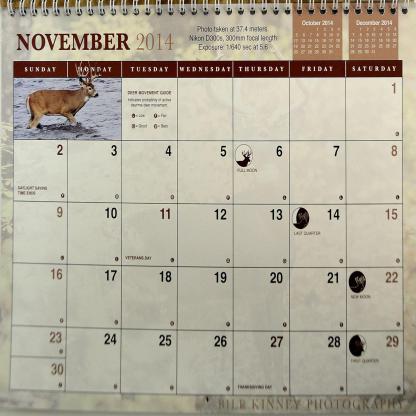 NOVEMBER 2014
Photo taken at 37.4 meters
Nikon D300s, 300mm focal length
Exposure: 1/640 sec at 5.6
October 2014
December 2014
SUNDAY MONDAY TUESDAY WEDNESDAY THURSDAY FRIDAY SATURDAY
DEER MOVEMENT GUIDE
1
2 3 4 5 6 7 8
FULL MOON
DAYLIGHT SAVING
TIME ENDS
9 10 11 12 13 14 15
LAST QUARTER
VETERANS DAY
16 17 18 19 20 21 22
NEW MOON
23 24 25 26 27 28 29
FIRST QUARTER
30
THANKSGIVING DAY
BILL KINNEY PHOTOGRAPHY